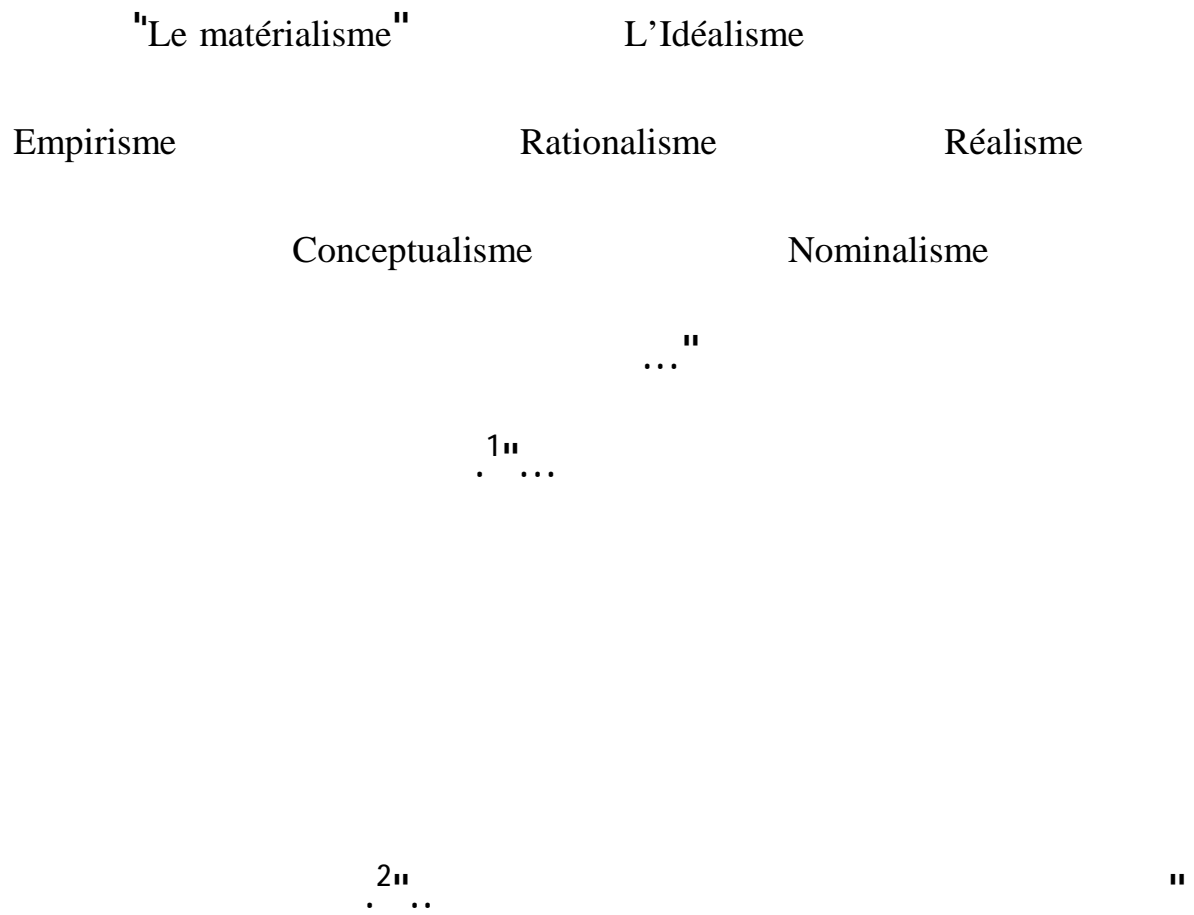 "Le matérialisme" L’Idéalisme
Empirisme Rationalisme Réalisme
Conceptualisme Nominalisme
..."
.¹"...
.²".. "